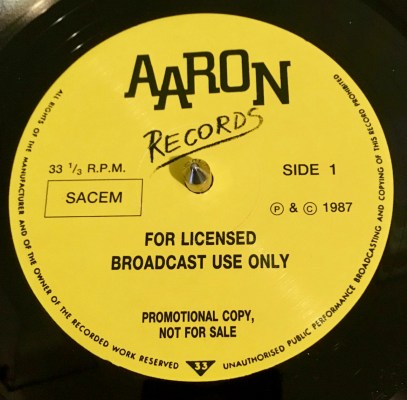 AARON
RECORDS
33 1/3 R.P.M.
SIDE 1
SACEM
Ⓟ & © 1987
FOR LICENSED
BROADCAST USE ONLY
PROMOTIONAL COPY,
NOT FOR SALE
ALL RIGHTS OF THE MANUFACTURER AND OF THE OWNER OF THE RECORDED WORK RESERVED
33
UNAUTHORISED PUBLIC PERFORMANCE BROADCASTING AND COPYING OF THIS RECORD PROHIBITED